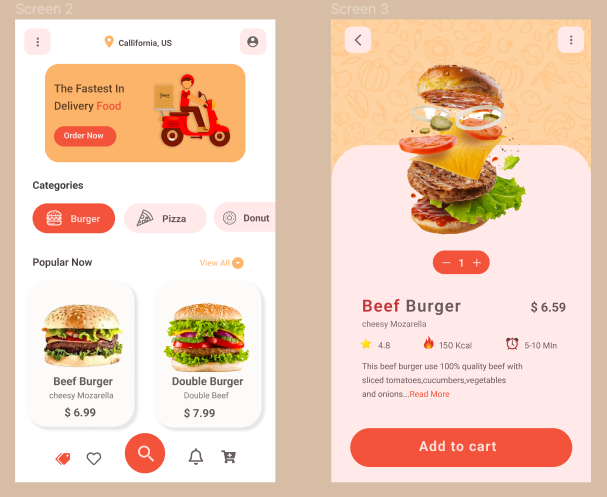 Screen 2
Callifornia, US
The Fastest In
Delivery Food
Order Now
Categories
Burger
Pizza
Donut
Popular Now
View All
Beef Burger
cheesy Mozarella
$ 6.99
Double Burger
Double Beef
$ 7.99
Screen 3
1
Beef Burger
$ 6.59
cheesy Mozarella
4.8
150 Kcal
5-10 MIn
This beef burger use 100% quality beef with
sliced tomatoes,cucumbers,vegetables
and onions...Read More
Add to cart